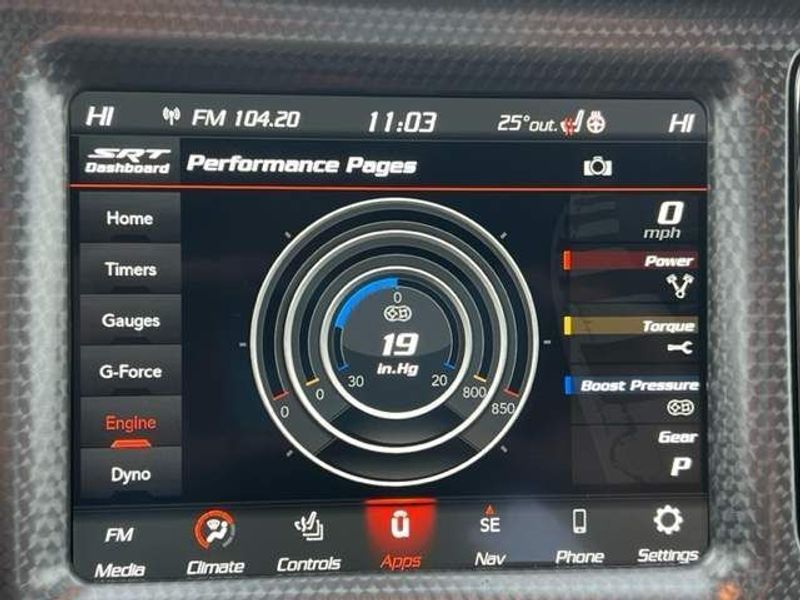 HI FM 104.20 11:03 25°out. HI
SRT
Dashboard
Performance Pages
Home
Timers
Gauges
G-Force
Engine
Dyno
0
19
in.Hg
30
20
0
0
800
850
0
mph
Power
Torque
Boost Pressure
Gear
P
FM
Media
Climate
Controls
û
Apps
SE
Nav
Phone
Settings